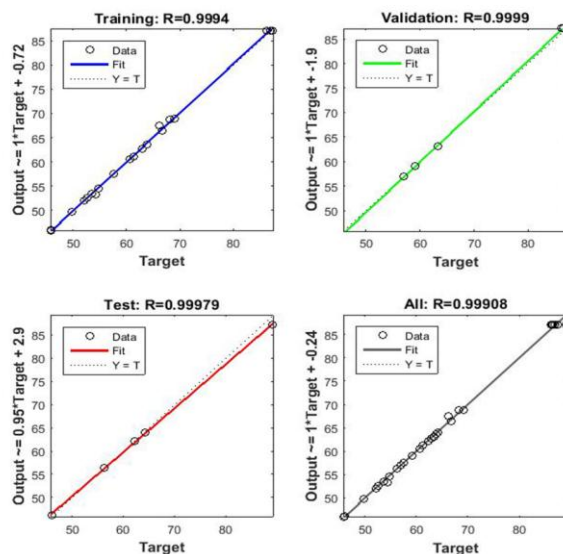 Training: R=0.9994
Output ~= 1*Target + -0.72
85
80
75
70
65
60
55
50
Data
Fit
Y = T
50 60 70 80
Target
Validation: R=0.9999
Output ~= 1*Target + -1.9
85
80
75
70
65
60
55
50
Data
Fit
Y = T
50 60 70 80
Target
Test: R=0.99979
Output ~= 0.95*Target + 2.9
85
80
75
70
65
60
55
50
Data
Fit
Y = T
50 60 70 80
Target
All: R=0.99908
Output ~= 1*Target + -0.24
85
80
75
70
65
60
55
50
Data
Fit
Y = T
50 60 70 80
Target